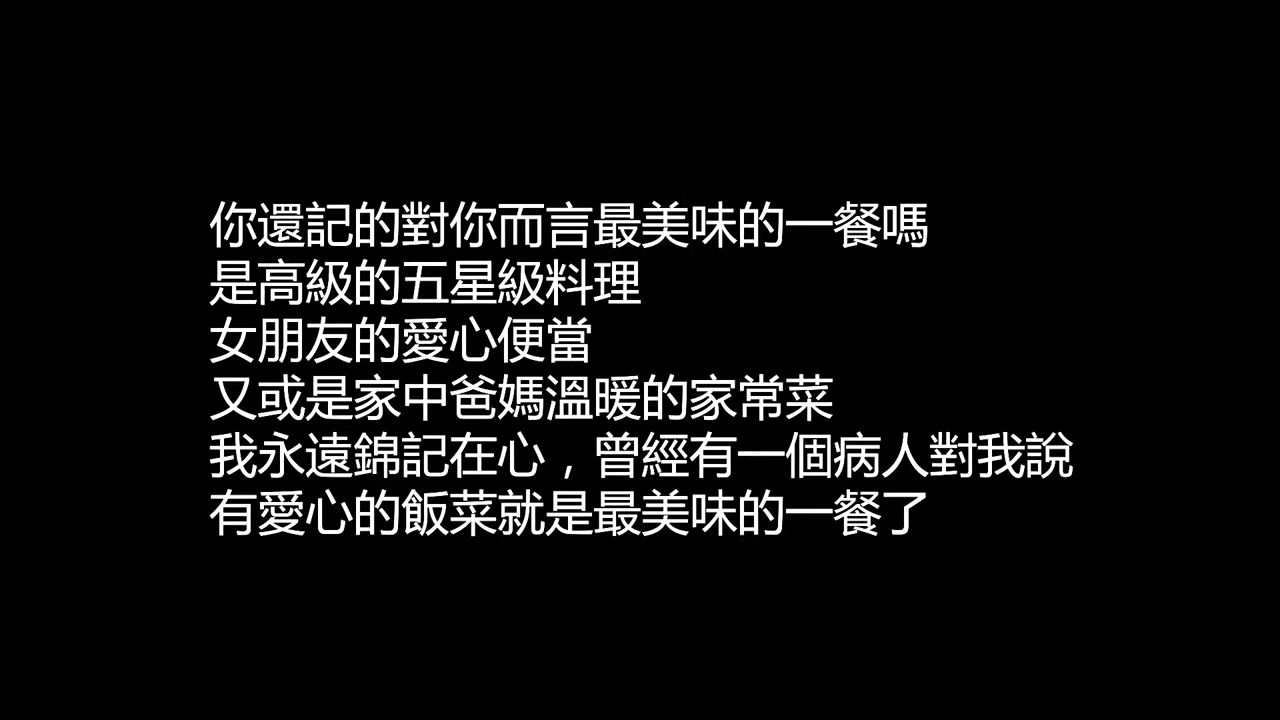 你還記的對你而言最美味的一餐嗎
是高級的五星級料理
女朋友的愛心便當
又或是家中爸媽溫暖的家常菜
我永遠錦記在心，曾經有一個病人對我說
有愛心的飯菜就是最美味的一餐了